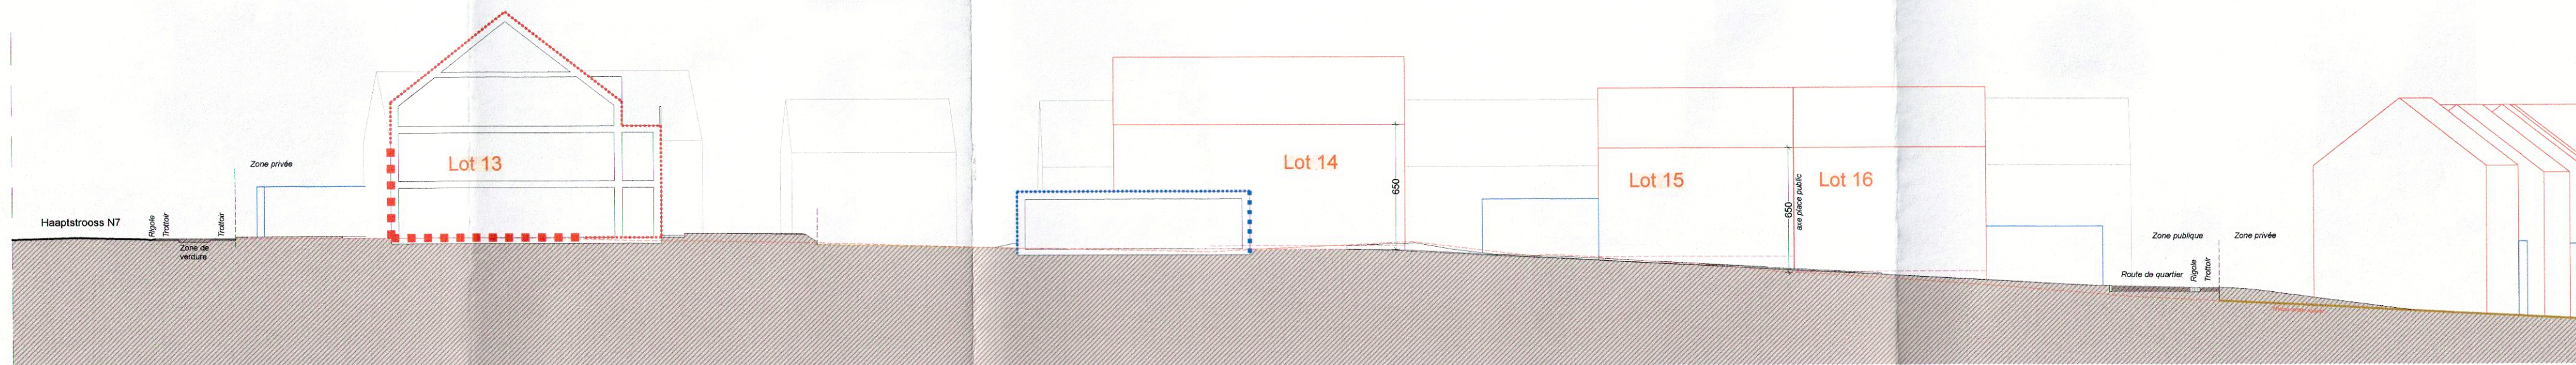 Haaptstrooss N7
Rigole
Trottoir
Zone de
verdure
Trottoir
Zone privée
Lot 13
Lot 14
650
Lot 15
650
axe place public
Lot 16
Zone publique
Zone privée
Route de quartier
Rigole
Trottoir